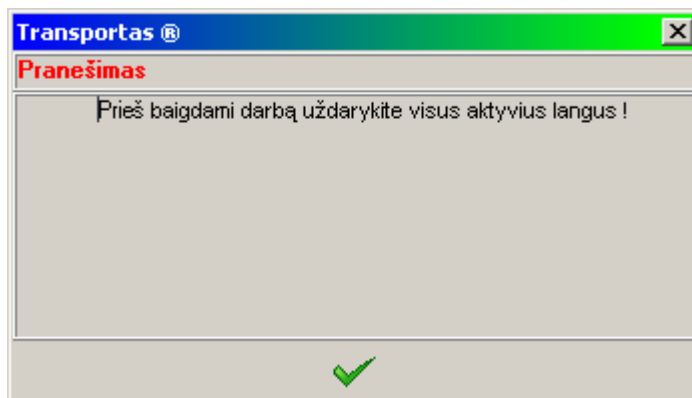 Transportas ®
Pranešimas
Prieš baigdami darbą uždarykite visus aktyvius langus !